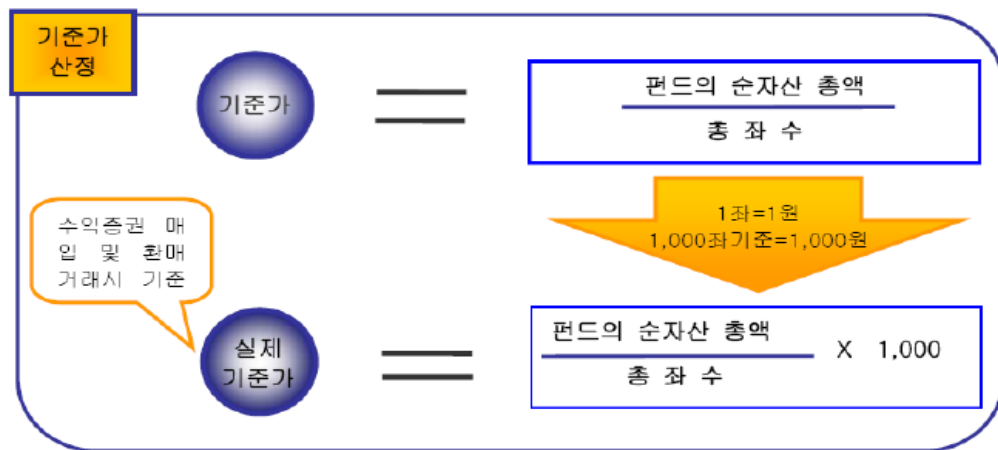 기준가
산정
기준가
펀드의 순자산 총액
총 좌 수
1좌=1원
1,000좌기준=1,000원
수익증권 매
입 및 환매
거래시 기준
실제
기준가
펀드의 순자산 총액
총 좌 수
X 1,000